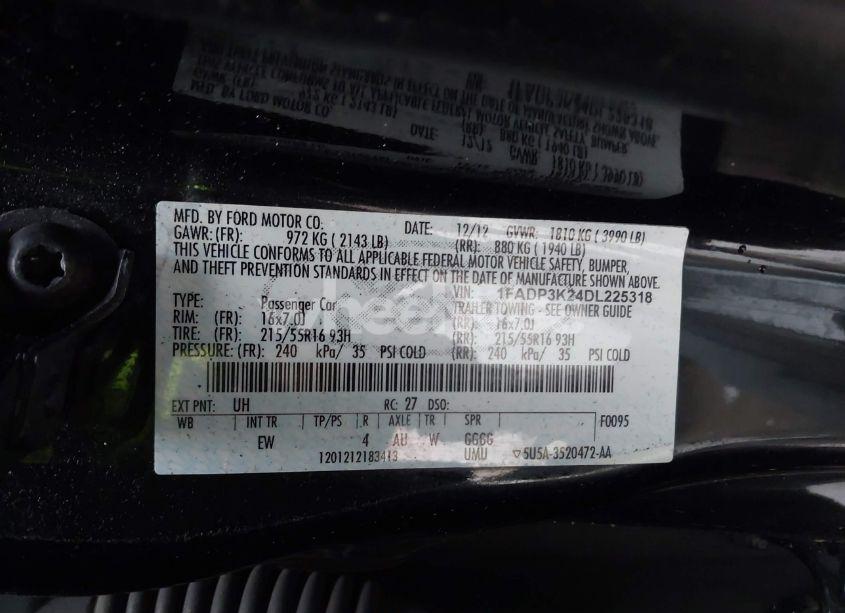 MFD. BY FORD MOTOR CO.
DATE: 12/12 GVWR: 1810 KG ( 3990 LB)
GAWR: (FR): 972 KG ( 2143 LB) (RR): 880 KG ( 1940 LB)
THIS VEHICLE CONFORMS TO ALL APPLICABLE FEDERAL MOTOR VEHICLE SAFETY, BUMPER,
AND THEFT PREVENTION STANDARDS IN EFFECT ON THE DATE OF MANUFACTURE SHOWN ABOVE.
VIN: 1FADP3K24DL225318
TYPE: Passenger Car TRAILER TOWING - SEE OWNER GUIDE
RIM: (FR): 16x7.0J (RR): 16x7.0J
TIRE: (FR): 215/55R16 93H (RR): 215/55R16 93H
PRESSURE: (FR): 240 kPa/ 35 PSI COLD (RR): 240 kPa/ 35 PSI COLD
EXT PNT: UH RC: 27 DSO: F0095
WB INT TR TP/PS R AXLE TR SPR
EW 4 AU W GGGG
1201212183413 UMU ▽5U5A-3520472-AA